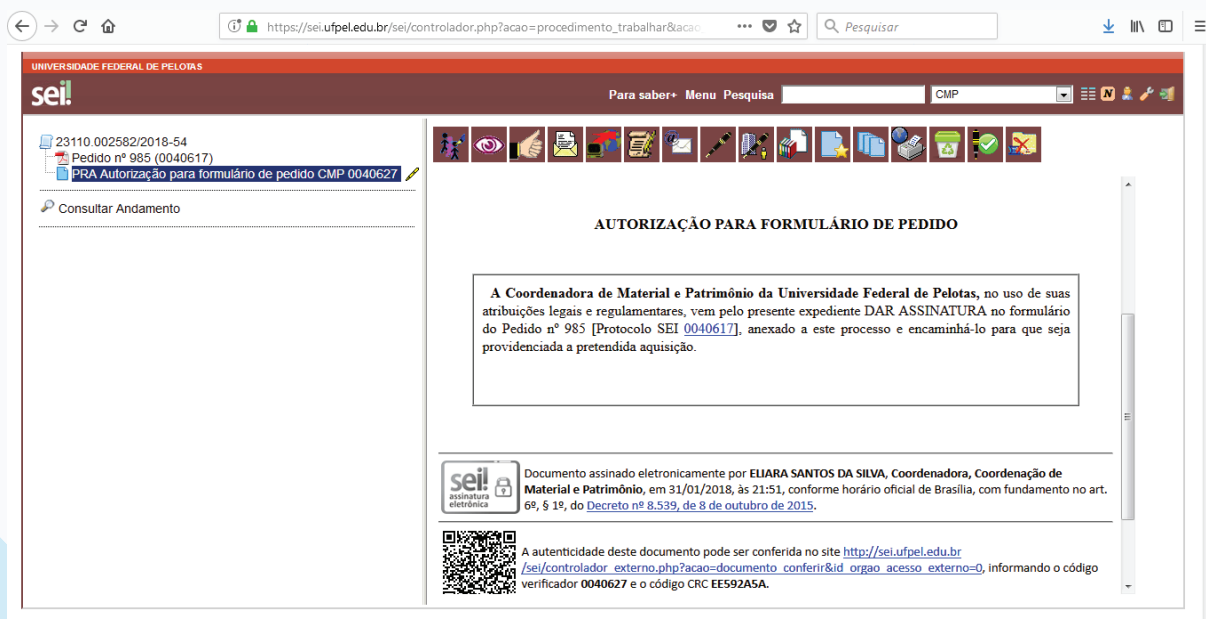 https://sei.ufpel.edu.br/sei/controlador.php?acao=procedimento_trabalhar&acac
Pesquisar
UNIVERSIDADE FEDERAL DE PELOTAS
sei!
Para saber+ Menu Pesquisa
CMP
23110.002582/2018-54
Pedido nº 985 (0040617)
PRA Autorização para formulário de pedido CMP 0040627
Consultar Andamento
AUTORIZAÇÃO PARA FORMULÁRIO DE PEDIDO
A Coordenadora de Material e Patrimônio da Universidade Federal de Pelotas, no uso de suas
atribuições legais e regulamentares, vem pelo presente expediente DAR ASSINATURA no formulário
do Pedido nº 985 [Protocolo SEI 0040617], anexado a este processo e encaminhá-lo para que seja
providenciada a pretendida aquisição.
sei!
assinatura
eletrônica
Documento assinado eletronicamente por ELIARA SANTOS DA SILVA, Coordenadora, Coordenação de
Material e Patrimônio, em 31/01/2018, às 21:51, conforme horário oficial de Brasília, com fundamento no art.
6º, § 1º, do Decreto nº 8.539, de 8 de outubro de 2015.
A autenticidade deste documento pode ser conferida no site http://sei.ufpel.edu.br
/sei/controlador_externo.php?acao=documento_conferir&id_orgao_acesso_externo=0, informando o código
verificador 0040627 e o código CRC EE592A5A.